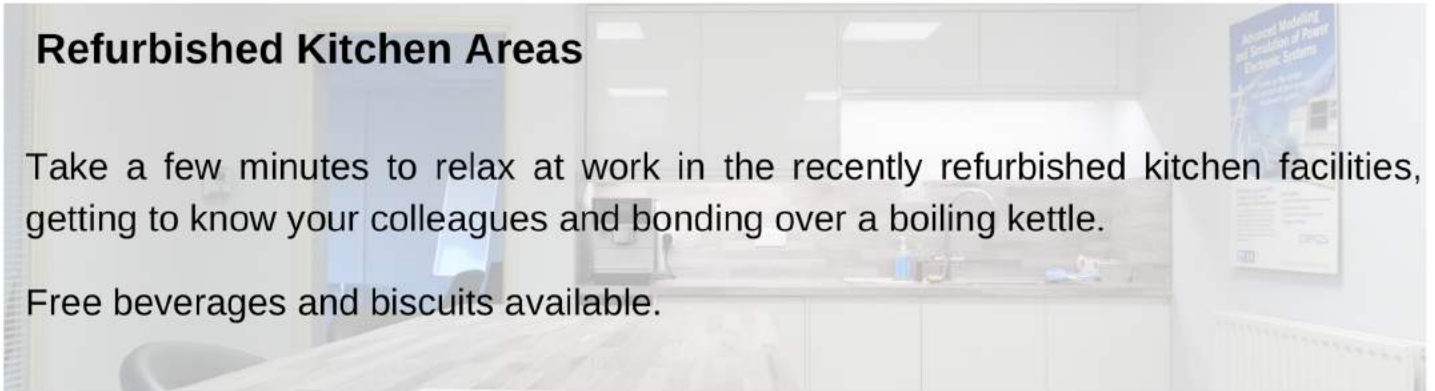 Refurbished Kitchen Areas
Take a few minutes to relax at work in the recently refurbished kitchen facilities,
getting to know your colleagues and bonding over a boiling kettle.
Free beverages and biscuits available.
Advanced Modelling
and Simulation of Power
Electronic Systems